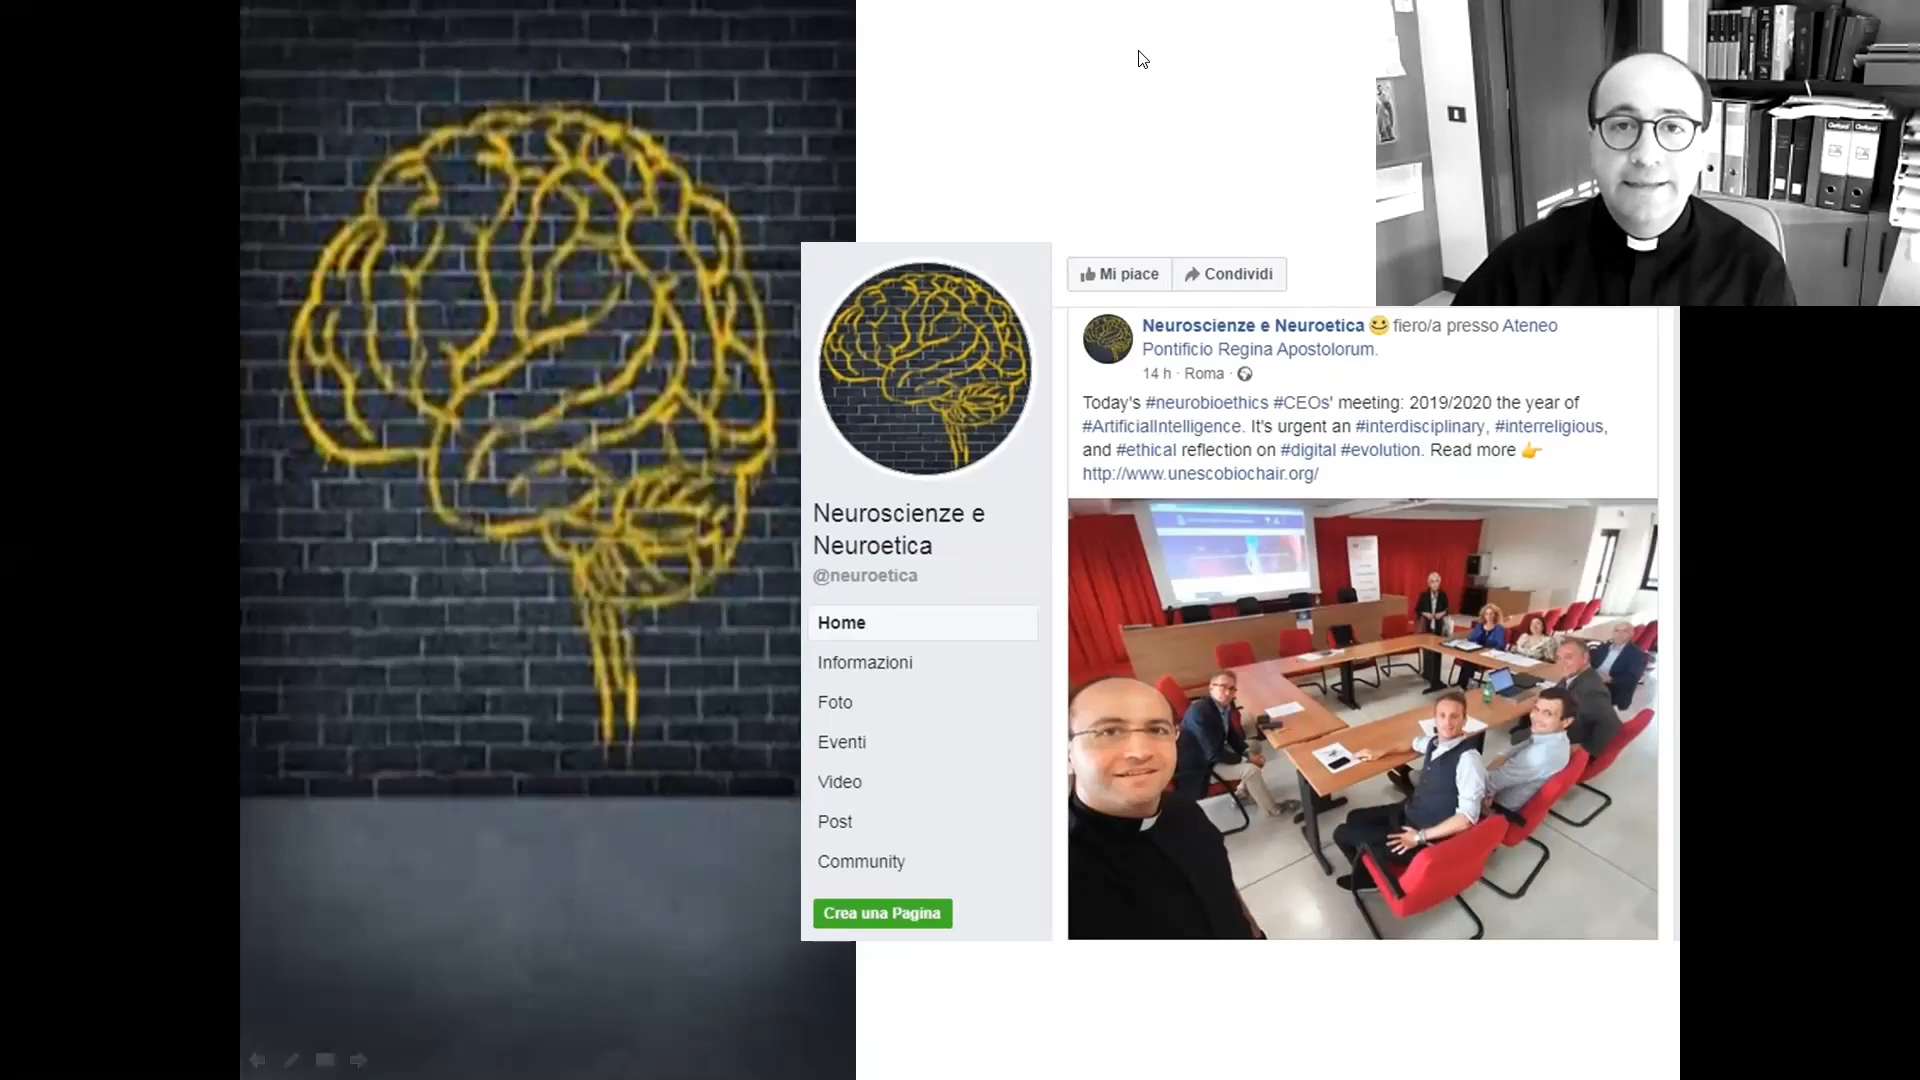 Mi piace
Condividi
Neuroscienze e Neuroetica fiero/a presso Ateneo
Pontificio Regina Apostolorum.
14 h · Roma ·
Today's #neurobioethics #CEOs' meeting: 2019/2020 the year of
#ArtificialIntelligence. It's urgent an #interdisciplinary, #interreligious,
and #ethical reflection on #digital #evolution. Read more
http://www.unescobiochair.org/
Neuroscienze e
Neuroetica
@neuroetica
Home
Informazioni
Foto
Eventi
Video
Post
Community
Crea una Pagina
Oxford
Oxford